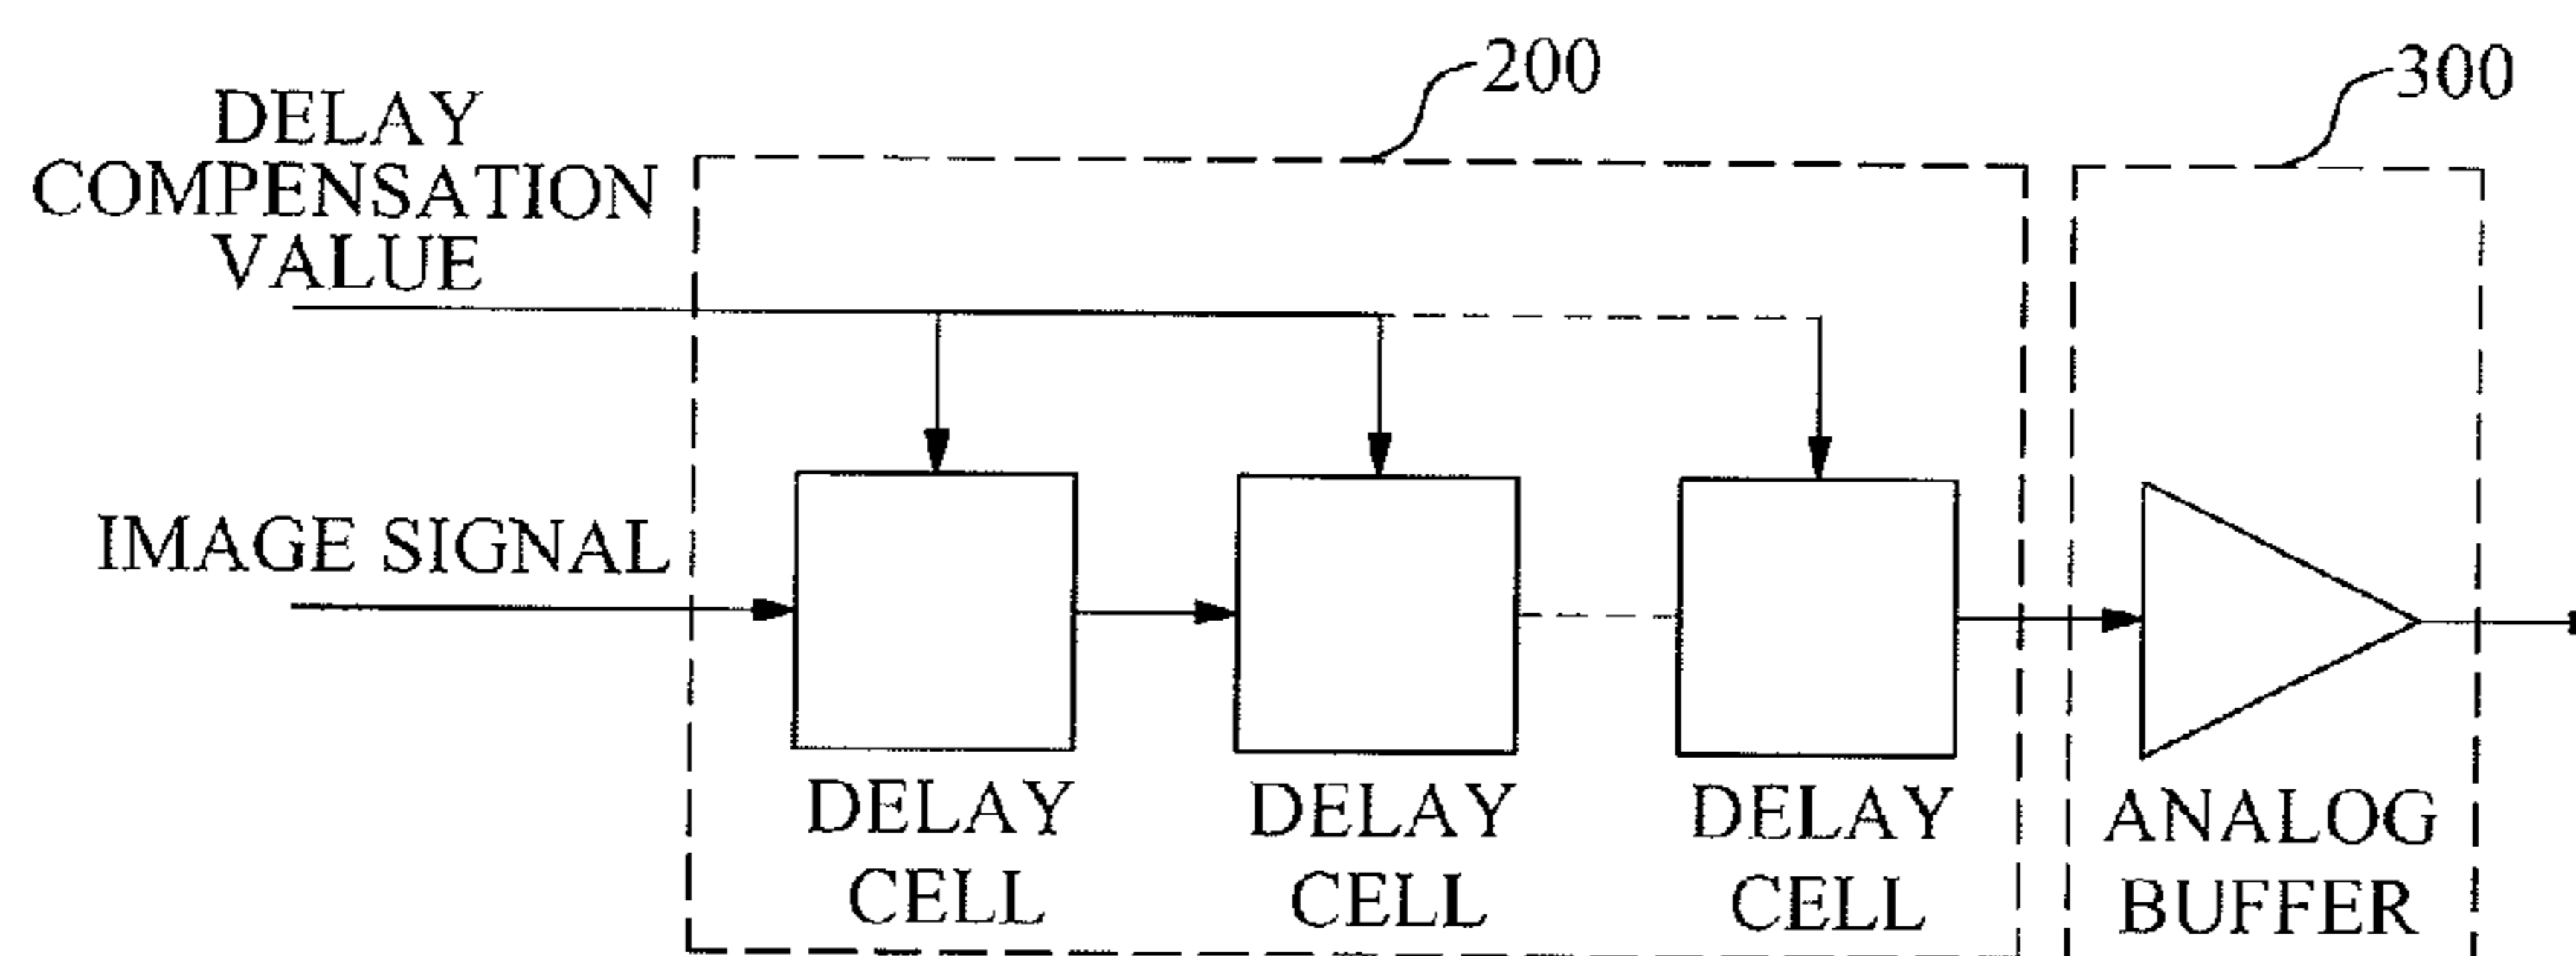 200
300
DELAY
COMPENSATION
VALUE
IMAGE SIGNAL
DELAY
CELL
DELAY
CELL
DELAY
CELL
ANALOG
BUFFER